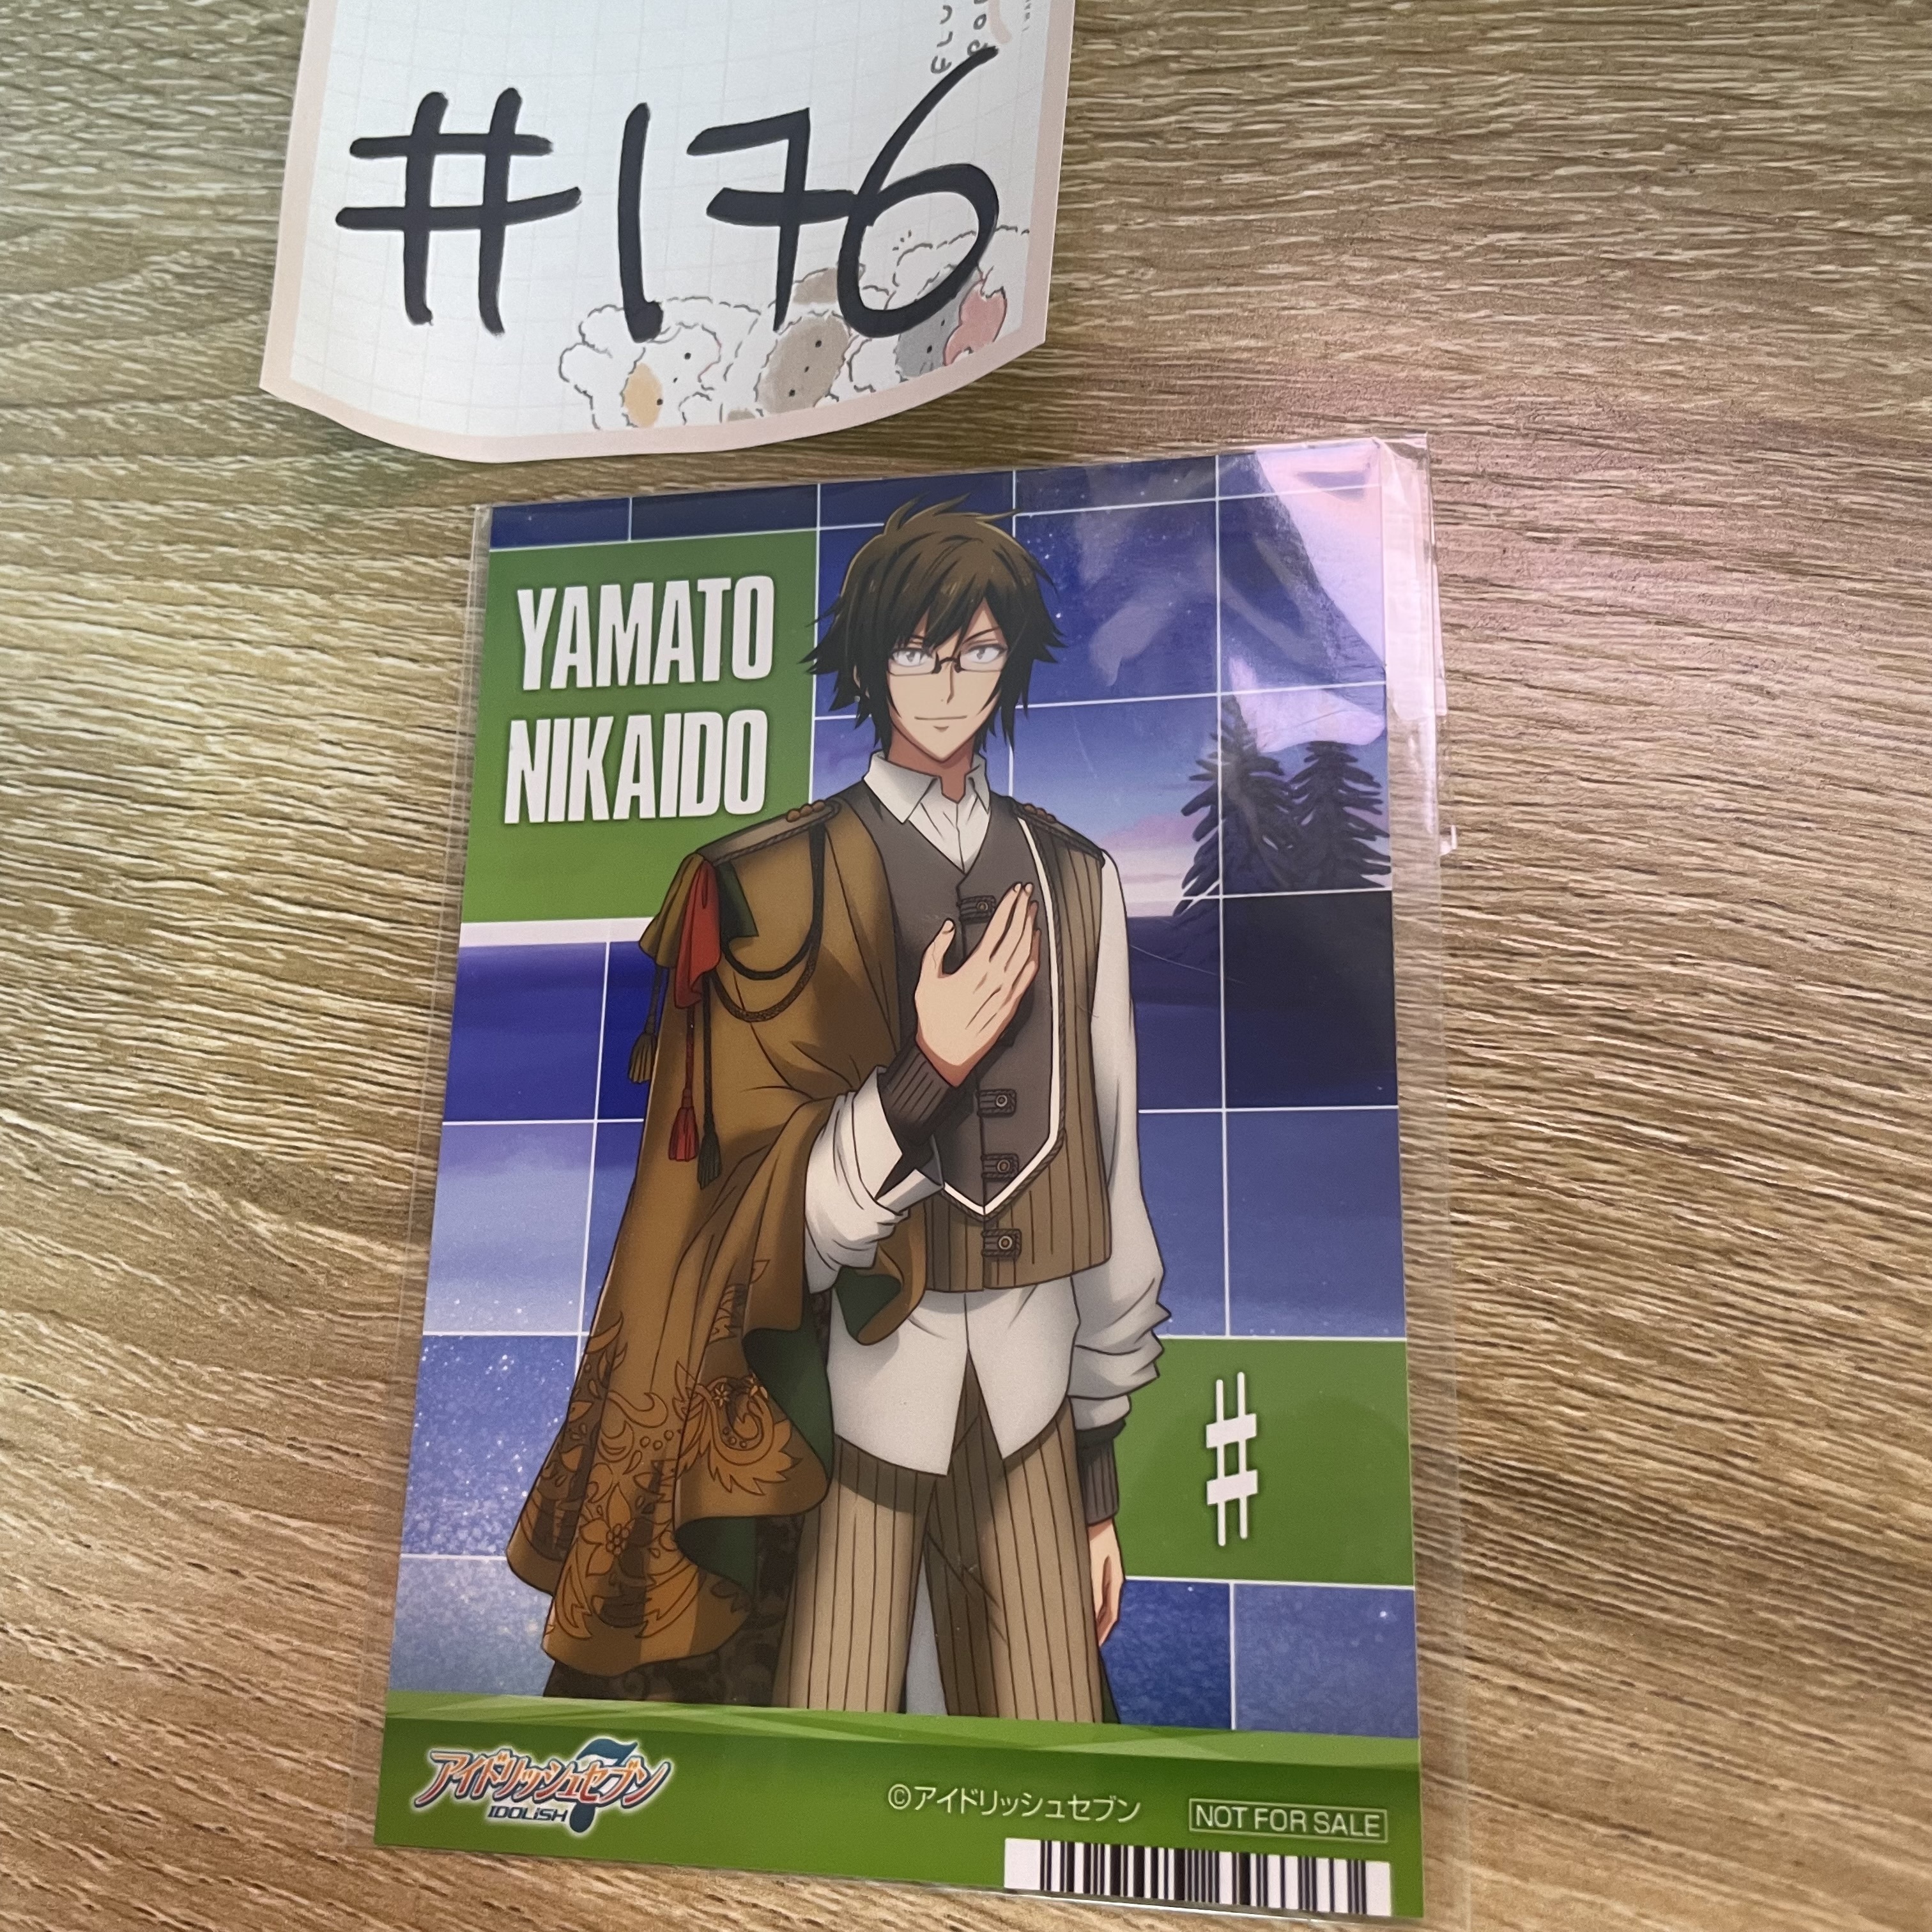 #176
YAMATO
NIKAIDO
#
アイドリッシュセブン
IDOLiSH 7
©アイドリッシュセブン
NOT FOR SALE